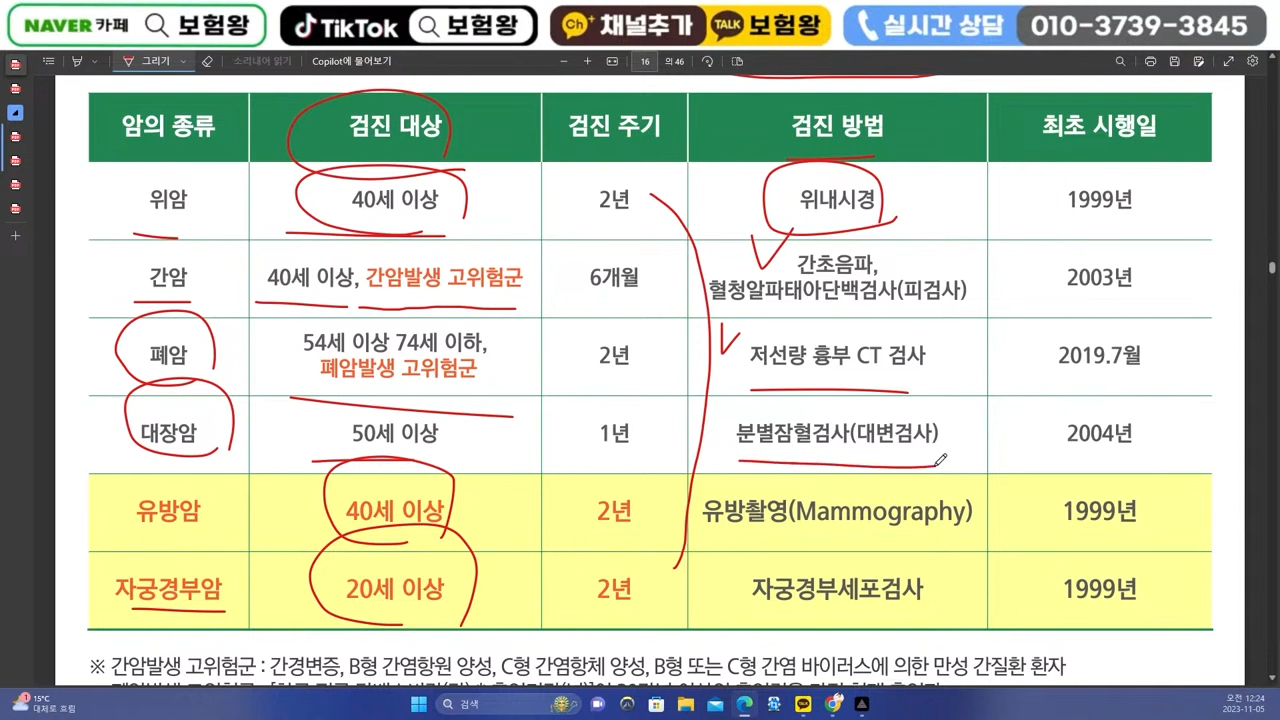 NAVER 카페 보험왕 TikTok 보험왕 Ch+ 채널추가 TALK 보험왕 실시간 상담 010-3739-3845
그리기 소리내어 읽기 Copilot에 물어보기 16 의 46
암의 종류 검진 대상 검진 주기 검진 방법 최초 시행일
위암 40세 이상 2년 위내시경 1999년
간암 40세 이상, 간암발생 고위험군 6개월 간초음파,
혈청알파태아단백검사(피검사) 2003년
폐암 54세 이상 74세 이하,
폐암발생 고위험군 2년 저선량 흉부 CT 검사 2019.7월
대장암 50세 이상 1년 분별잠혈검사(대변검사) 2004년
유방암 40세 이상 2년 유방촬영(Mammography) 1999년
자궁경부암 20세 이상 2년 자궁경부세포검사 1999년
※ 간암발생 고위험군 : 간경변증, B형 간염항원 양성, C형 간염항체 양성, B형 또는 C형 간염 바이러스에 의한 만성 간질환 환자
1 15°C
대체로 흐림
검색
오전 12:24
2023-11-05